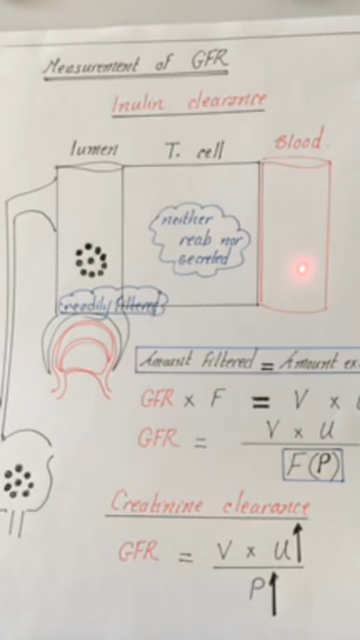 Measurement of GFR
Inulin clearance
lumen T. cell Blood
neither
reab nor
secreted
readily filtered
Amount filtered = Amount ex
GFR x F = V x U
GFR = V x U
F(P)
Creatinine clearance
GFR = V x U↑
P↑